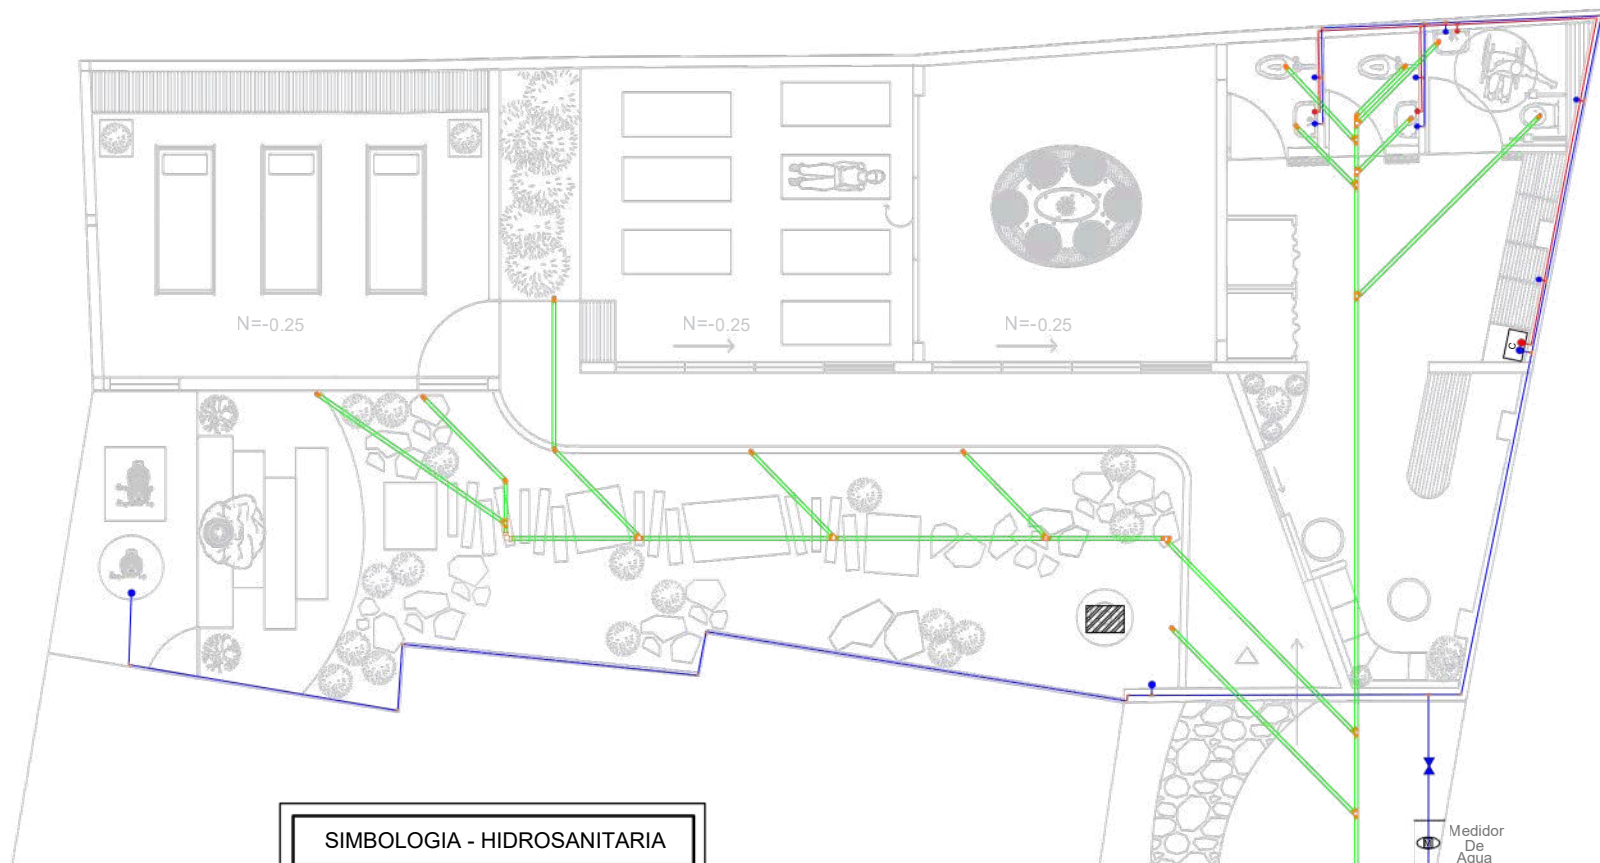 N=-0.25
N=-0.25
N=-0.25
C
SIMBOLOGIA - HIDROSANITARIA
M
Medidor
De
Agua